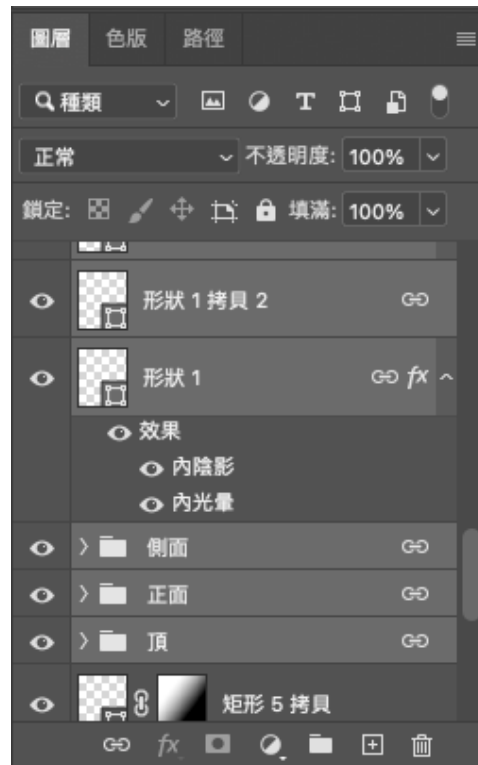 圖層 色版 路徑
種類 T
正常 不透明度: 100%
鎖定: 填滿: 100%
形狀 1 拷貝 2
形狀 1 fx
效果
內陰影
內光暈
側面
正面
頂
矩形 5 拷貝
fx